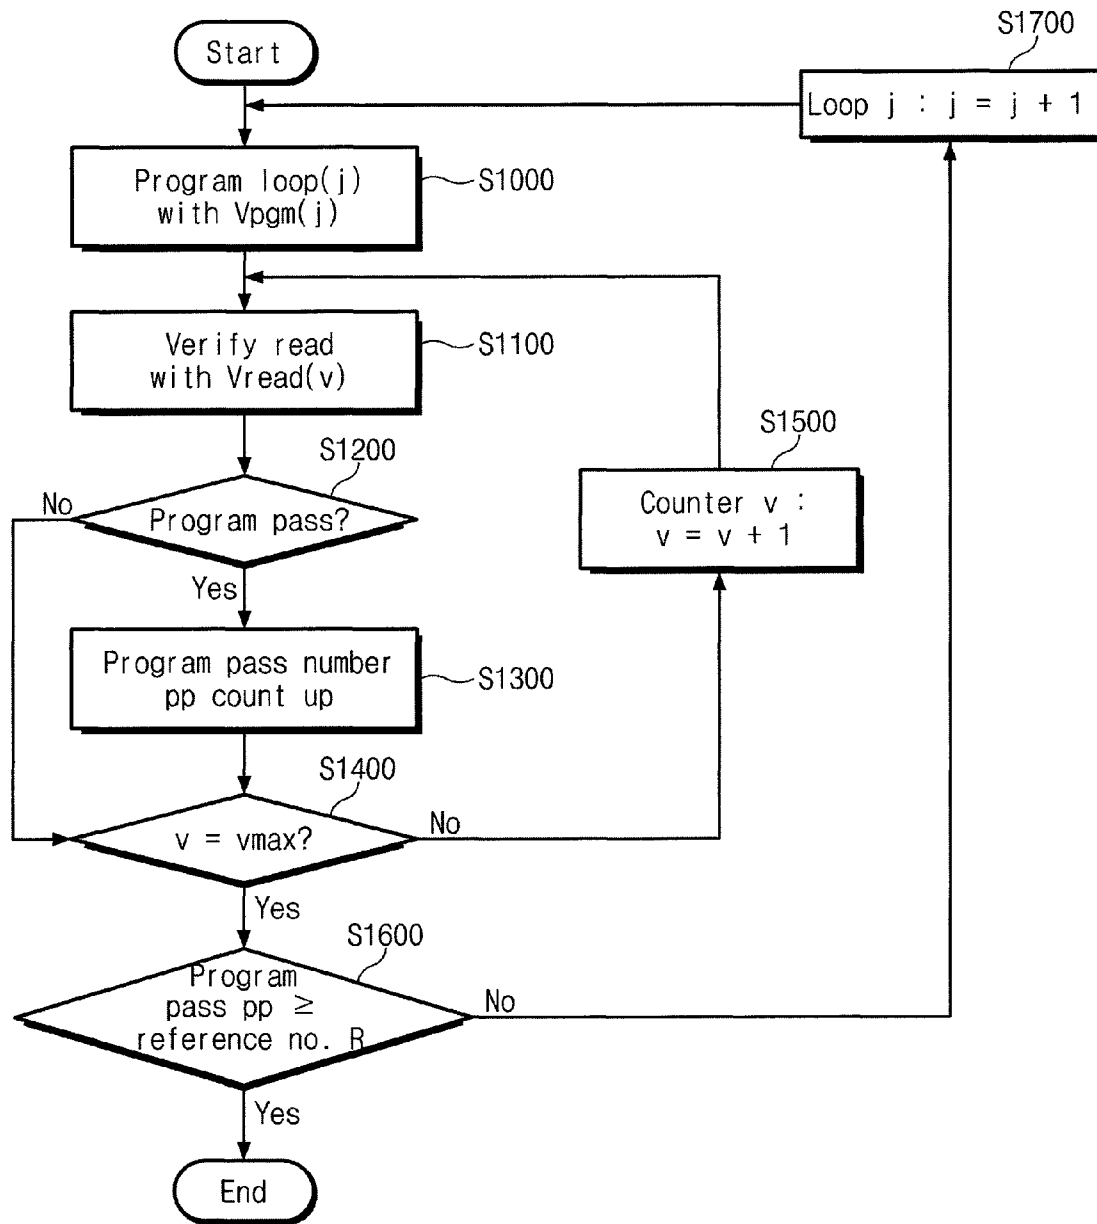 S1700
Start
Loop j : j = j + 1
Program loop(j)
with Vpgm(j)
S1000
Verify read
with Vread(v)
S1100
S1500
S1200
No
Program pass?
Counter v :
v = v + 1
Yes
Program pass number
pp count up
S1300
S1400
v = vmax?
No
Yes
S1600
Program
pass pp ≥
reference no. R
No
Yes
End